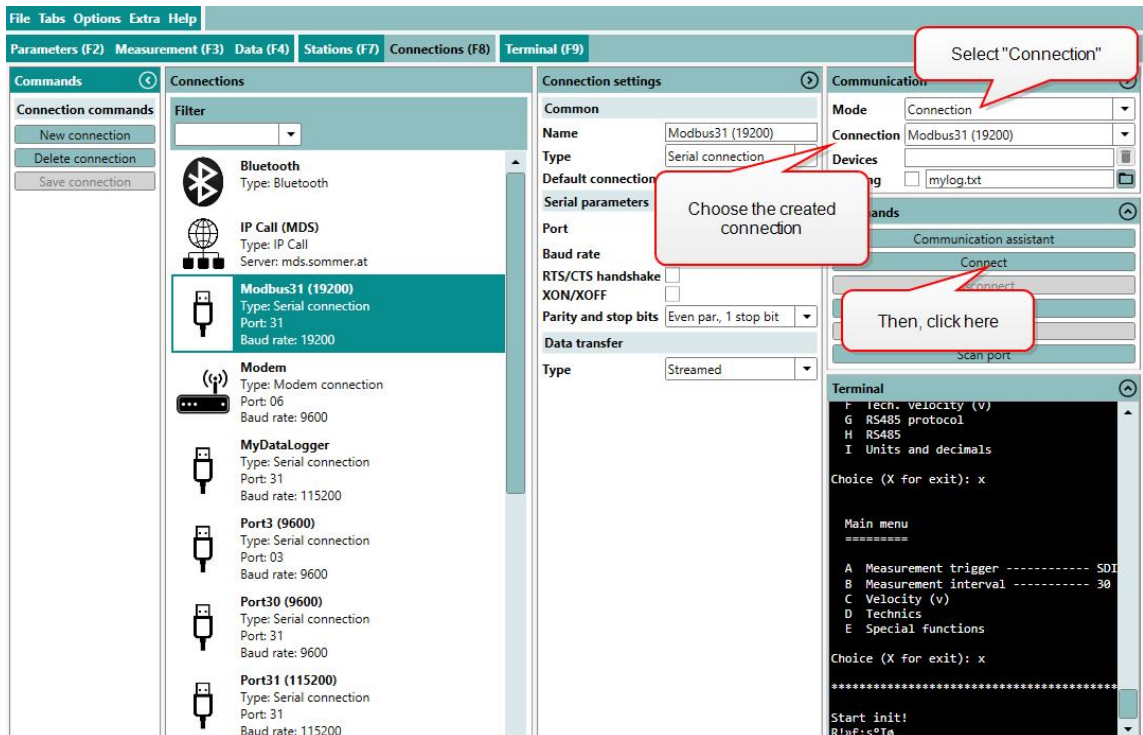 File Tabs Options Extra Help
Parameters (F2) Measurement (F3) Data (F4) Stations (F7) Connections (F8) Terminal (F9)
Select "Connection"
Commands
Connection commands
New connection
Delete connection
Save connection
Connections
Filter
Bluetooth
Type: Bluetooth
IP Call (MDS)
Type: IP Call
Server: mds.sommer.at
Modbus31 (19200)
Type: Serial connection
Port: 31
Baud rate: 19200
Modem
Type: Modem connection
Port: 06
Baud rate: 9600
MyDataLogger
Type: Serial connection
Port: 31
Baud rate: 115200
Port3 (9600)
Type: Serial connection
Port: 03
Baud rate: 9600
Port30 (9600)
Type: Serial connection
Port: 31
Baud rate: 9600
Port31 (115200)
Type: Serial connection
Port: 31
Baud rate: 115200
Connection settings
Common
Name Modbus31 (19200)
Type Serial connection
Default connection
Serial parameters
Port
Baud rate
RTS/CTS handshake
XON/XOFF
Parity and stop bits Even par., 1 stop bit
Data transfer
Type Streamed
Choose the created
connection
Communication
Mode Connection
Connection Modbus31 (19200)
Devices
mylog.txt
Communication assistant
Connect
Then, click here
Scan port
Terminal
F Tech. velocity (v)
G RS485 protocol
H RS485
I Units and decimals
Choice (X for exit): x
Main menu
=========
A Measurement trigger ------------ SDI
B Measurement interval ----------- 30
C Velocity (v)
D Technics
E Special functions
Choice (X for exit): x
*****************************************
Start init!